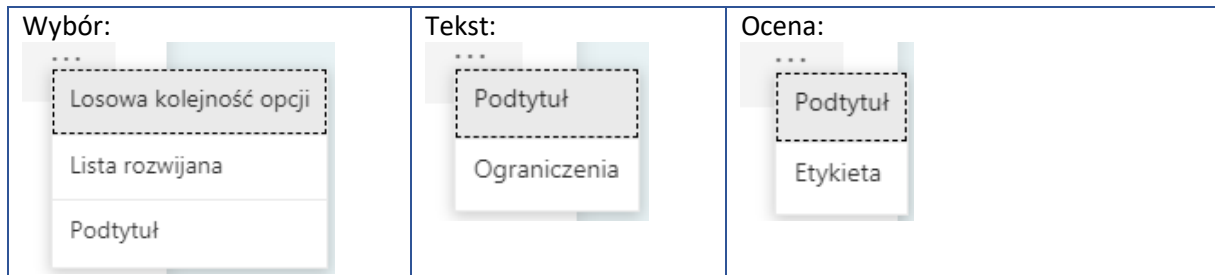 Wybór:
...
Losowa kolejność opcji
Lista rozwijana
Podtytuł
Tekst:
...
Podtytuł
Ograniczenia
Ocena:
...
Podtytuł
Etykieta